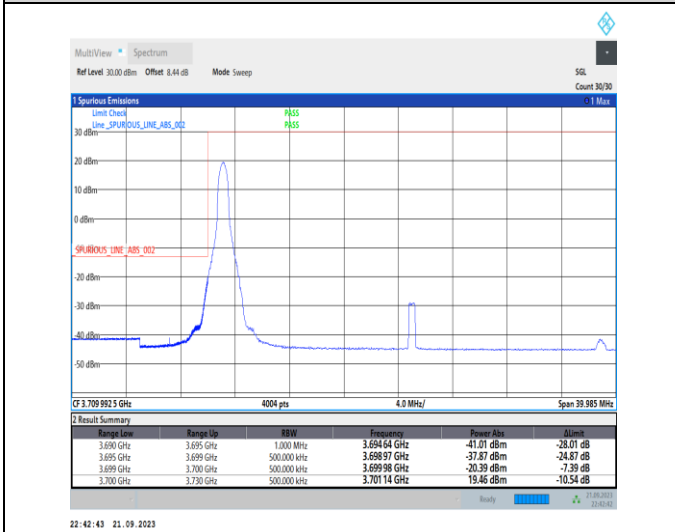 MultiView Spectrum
Ref Level 30.00 dBm Offset 8.44 dB Mode Sweep SGL
Count 30/30
1 Spurious Emissions 1 Max
Limit Check PASS
Line _SPURIOUS_LINE_ABS_002 PASS
30 dBm
20 dBm
10 dBm
0 dBm
_SPURIOUS_LINE_ABS_002
-20 dBm
-30 dBm
-40 dBm
-50 dBm
CF 3.709 992 5 GHz 4004 pts 4.0 MHz/ Span 39.985 MHz
2 Result Summary
Range Low Range Up RBW Frequency Power Abs ΔLimit
3.690 GHz 3.695 GHz 1.000 MHz 3.694 64 GHz -41.01 dBm -28.01 dB
3.695 GHz 3.699 GHz 500.000 kHz 3.698 97 GHz -37.87 dBm -24.87 dB
3.699 GHz 3.700 GHz 500.000 kHz 3.699 98 GHz -20.39 dBm -7.39 dB
3.700 GHz 3.730 GHz 500.000 kHz 3.701 14 GHz 19.46 dBm -10.54 dB
Ready 21.09.2023
22:42:42
22:42:43 21.09.2023